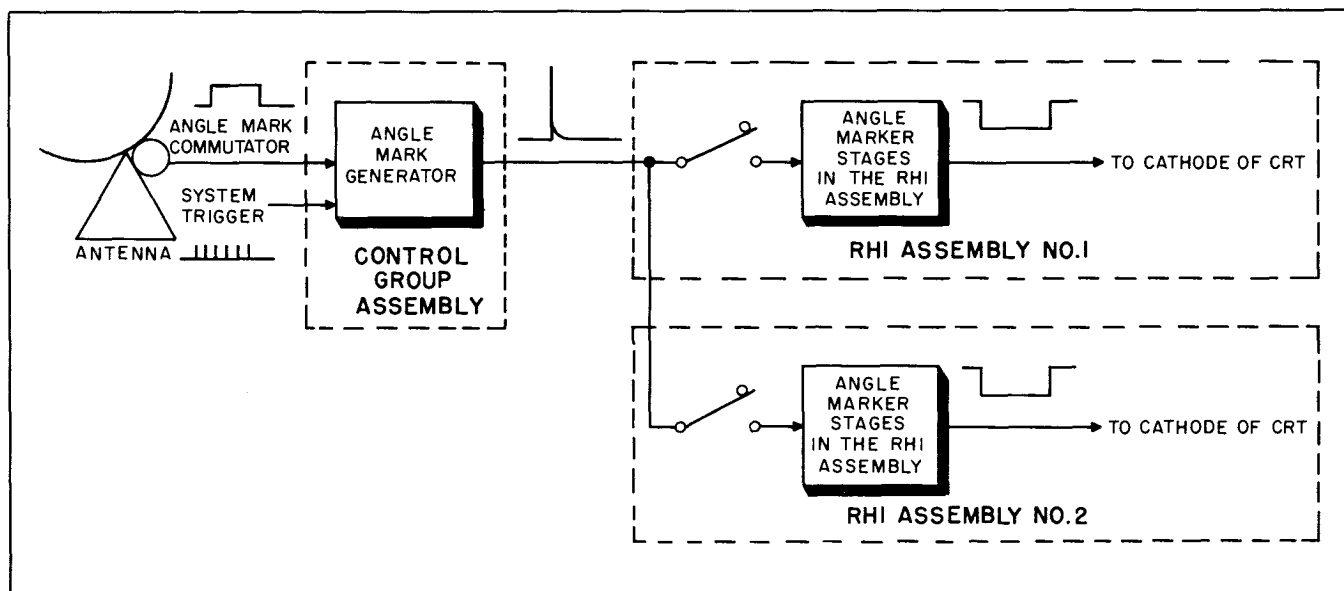 ANGLE MARK
COMMUTATOR
SYSTEM
TRIGGER
ANTENNA
ANGLE
MARK
GENERATOR
CONTROL
GROUP
ASSEMBLY
ANGLE
MARKER
STAGES
IN THE RHI
ASSEMBLY
TO CATHODE OF CRT
RHI ASSEMBLY NO.1
ANGLE
MARKER
STAGES
IN THE RHI
ASSEMBLY
TO CATHODE OF CRT
RHI ASSEMBLY NO.2